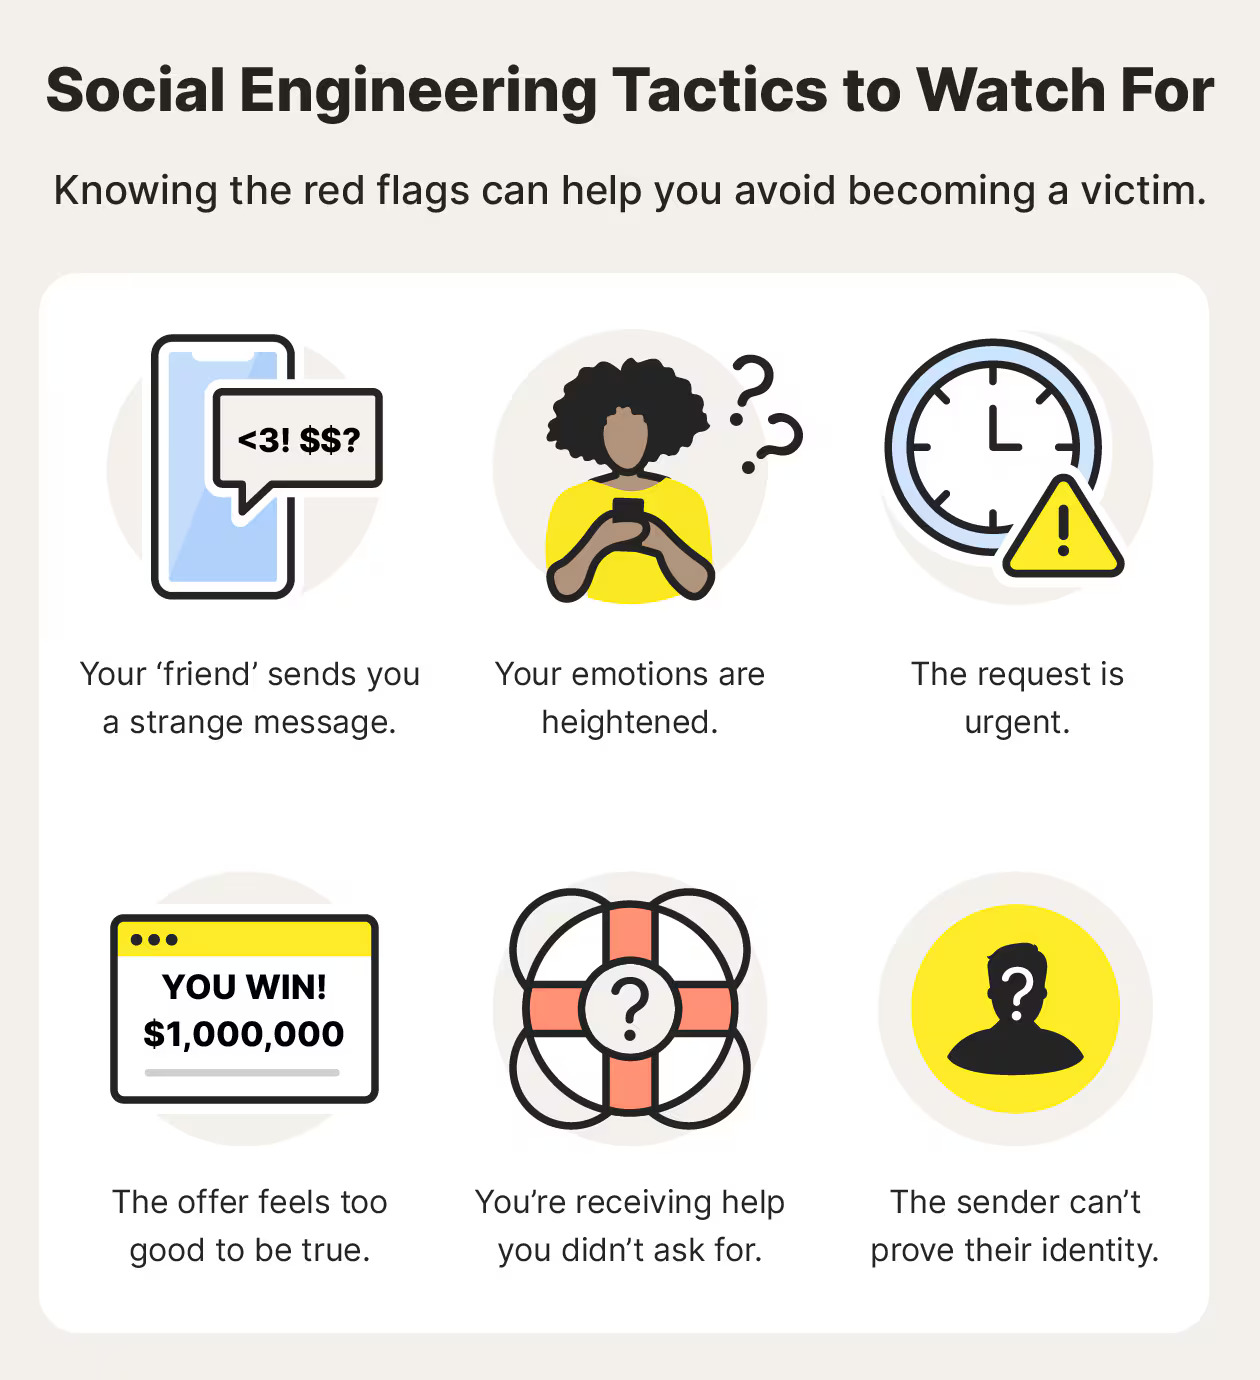 Social Engineering Tactics to Watch For
Knowing the red flags can help you avoid becoming a victim.
<3! $$?
Your ‘friend’ sends you
a strange message.
? ?
Your emotions are
heightened.
!
The request is
urgent.
YOU WIN!
$1,000,000
The offer feels too
good to be true.
?
You’re receiving help
you didn’t ask for.
?
The sender can’t
prove their identity.